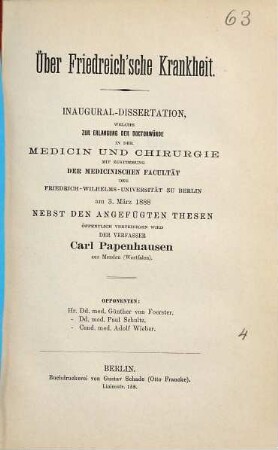 63
Über Friedreich'sche Krankheit.
INAUGURAL-DISSERTATION,
WELCHE
ZUR ERLANGUNG DER DOCTORWÜRDE
IN DER
MEDICIN UND CHIRURGIE
MIT ZUSTIMMUNG
DER MEDICINISCHEN FACULTÄT
DER
FRIEDRICH-WILHELMS-UNIVERSITÄT ZU BERLIN
am 3. März 1888
NEBST DEN ANGEFÜGTEN THESEN
ÖFFENTLICH VERTEIDIGEN WIRD
DER VERFASSER
Carl Papenhausen
aus Menden (Westfalen).
OPPONENTEN:
Hr. Dd. med. Günther von Foerster.
- Dd. med. Paul Schultz.
- Cand. med. Adolf Wieber.
4
BERLIN.
Buchdruckerei von Gustav Schade (Otto Francke).
Linienstr. 158.